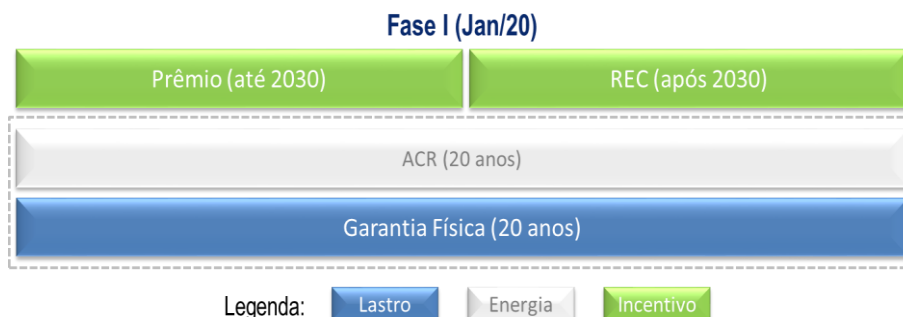 Fase I (Jan/20)
Prêmio (até 2030) REC (após 2030)
ACR (20 anos)
Garantia Física (20 anos)
Legenda: Lastro Energia Incentivo